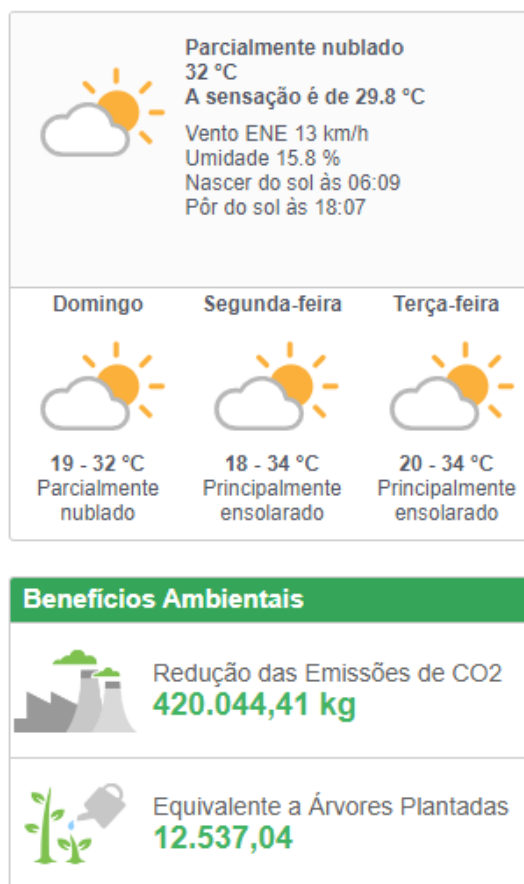 Parcialmente nublado
32 °C
A sensação é de 29.8 °C
Vento ENE 13 km/h
Umidade 15.8 %
Nascer do sol às 06:09
Pôr do sol às 18:07
Domingo
19 - 32 °C
Parcialmente
nublado
Segunda-feira
18 - 34 °C
Principalmente
ensolarado
Terça-feira
20 - 34 °C
Principalmente
ensolarado
Benefícios Ambientais
Redução das Emissões de CO2
420.044,41 kg
Equivalente a Árvores Plantadas
12.537,04